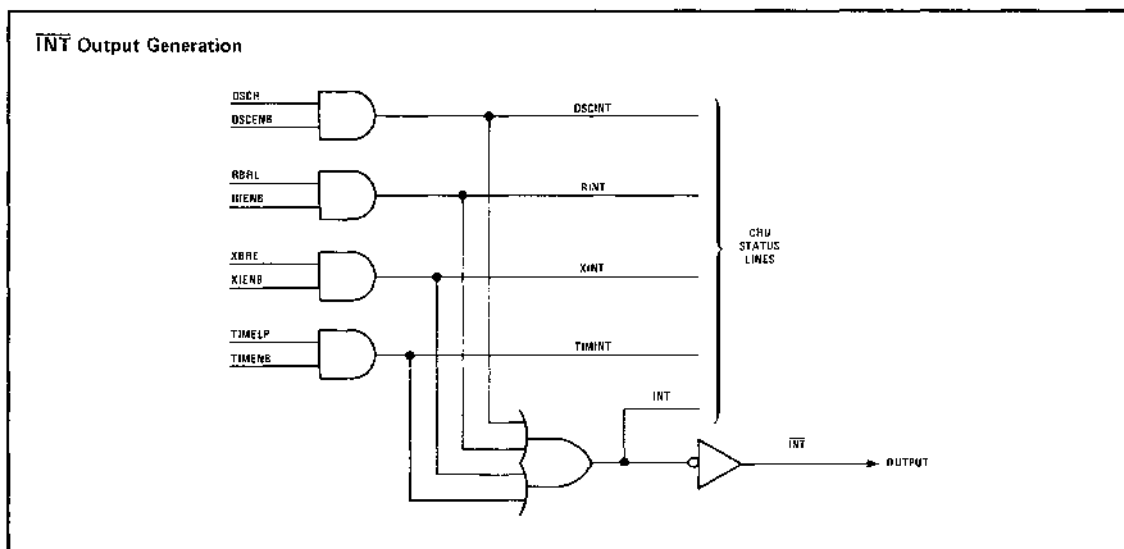 INT Output Generation
DSCH
DSCENB
DSCINT
RBRL
RIENB
RINT
XBRE
XIENB
XINT
CRU
STATUS
LINES
TIMELP
TIMENB
TIMINT
INT
INT
OUTPUT